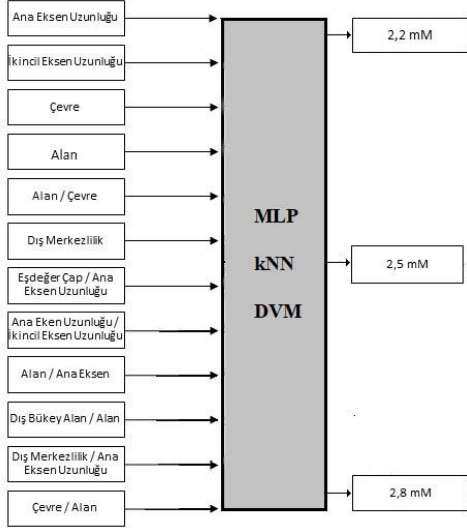 Ana Eksen Uzunluğu
İkincil Eksen Uzunluğu
Çevre
Alan
Alan / Çevre
Dış Merkezlilik
Eşdeğer Çap / Ana
Eksen Uzunluğu
Ana Eken Uzunluğu /
İkincil Eksen Uzunluğu
Alan / Ana Eksen
Dış Bükey Alan / Alan
Dış Merkezlilik / Ana
Eksen Uzunluğu
Çevre / Alan
MLP
kNN
DVM
2,2 mM
2,5 mM
2,8 mM